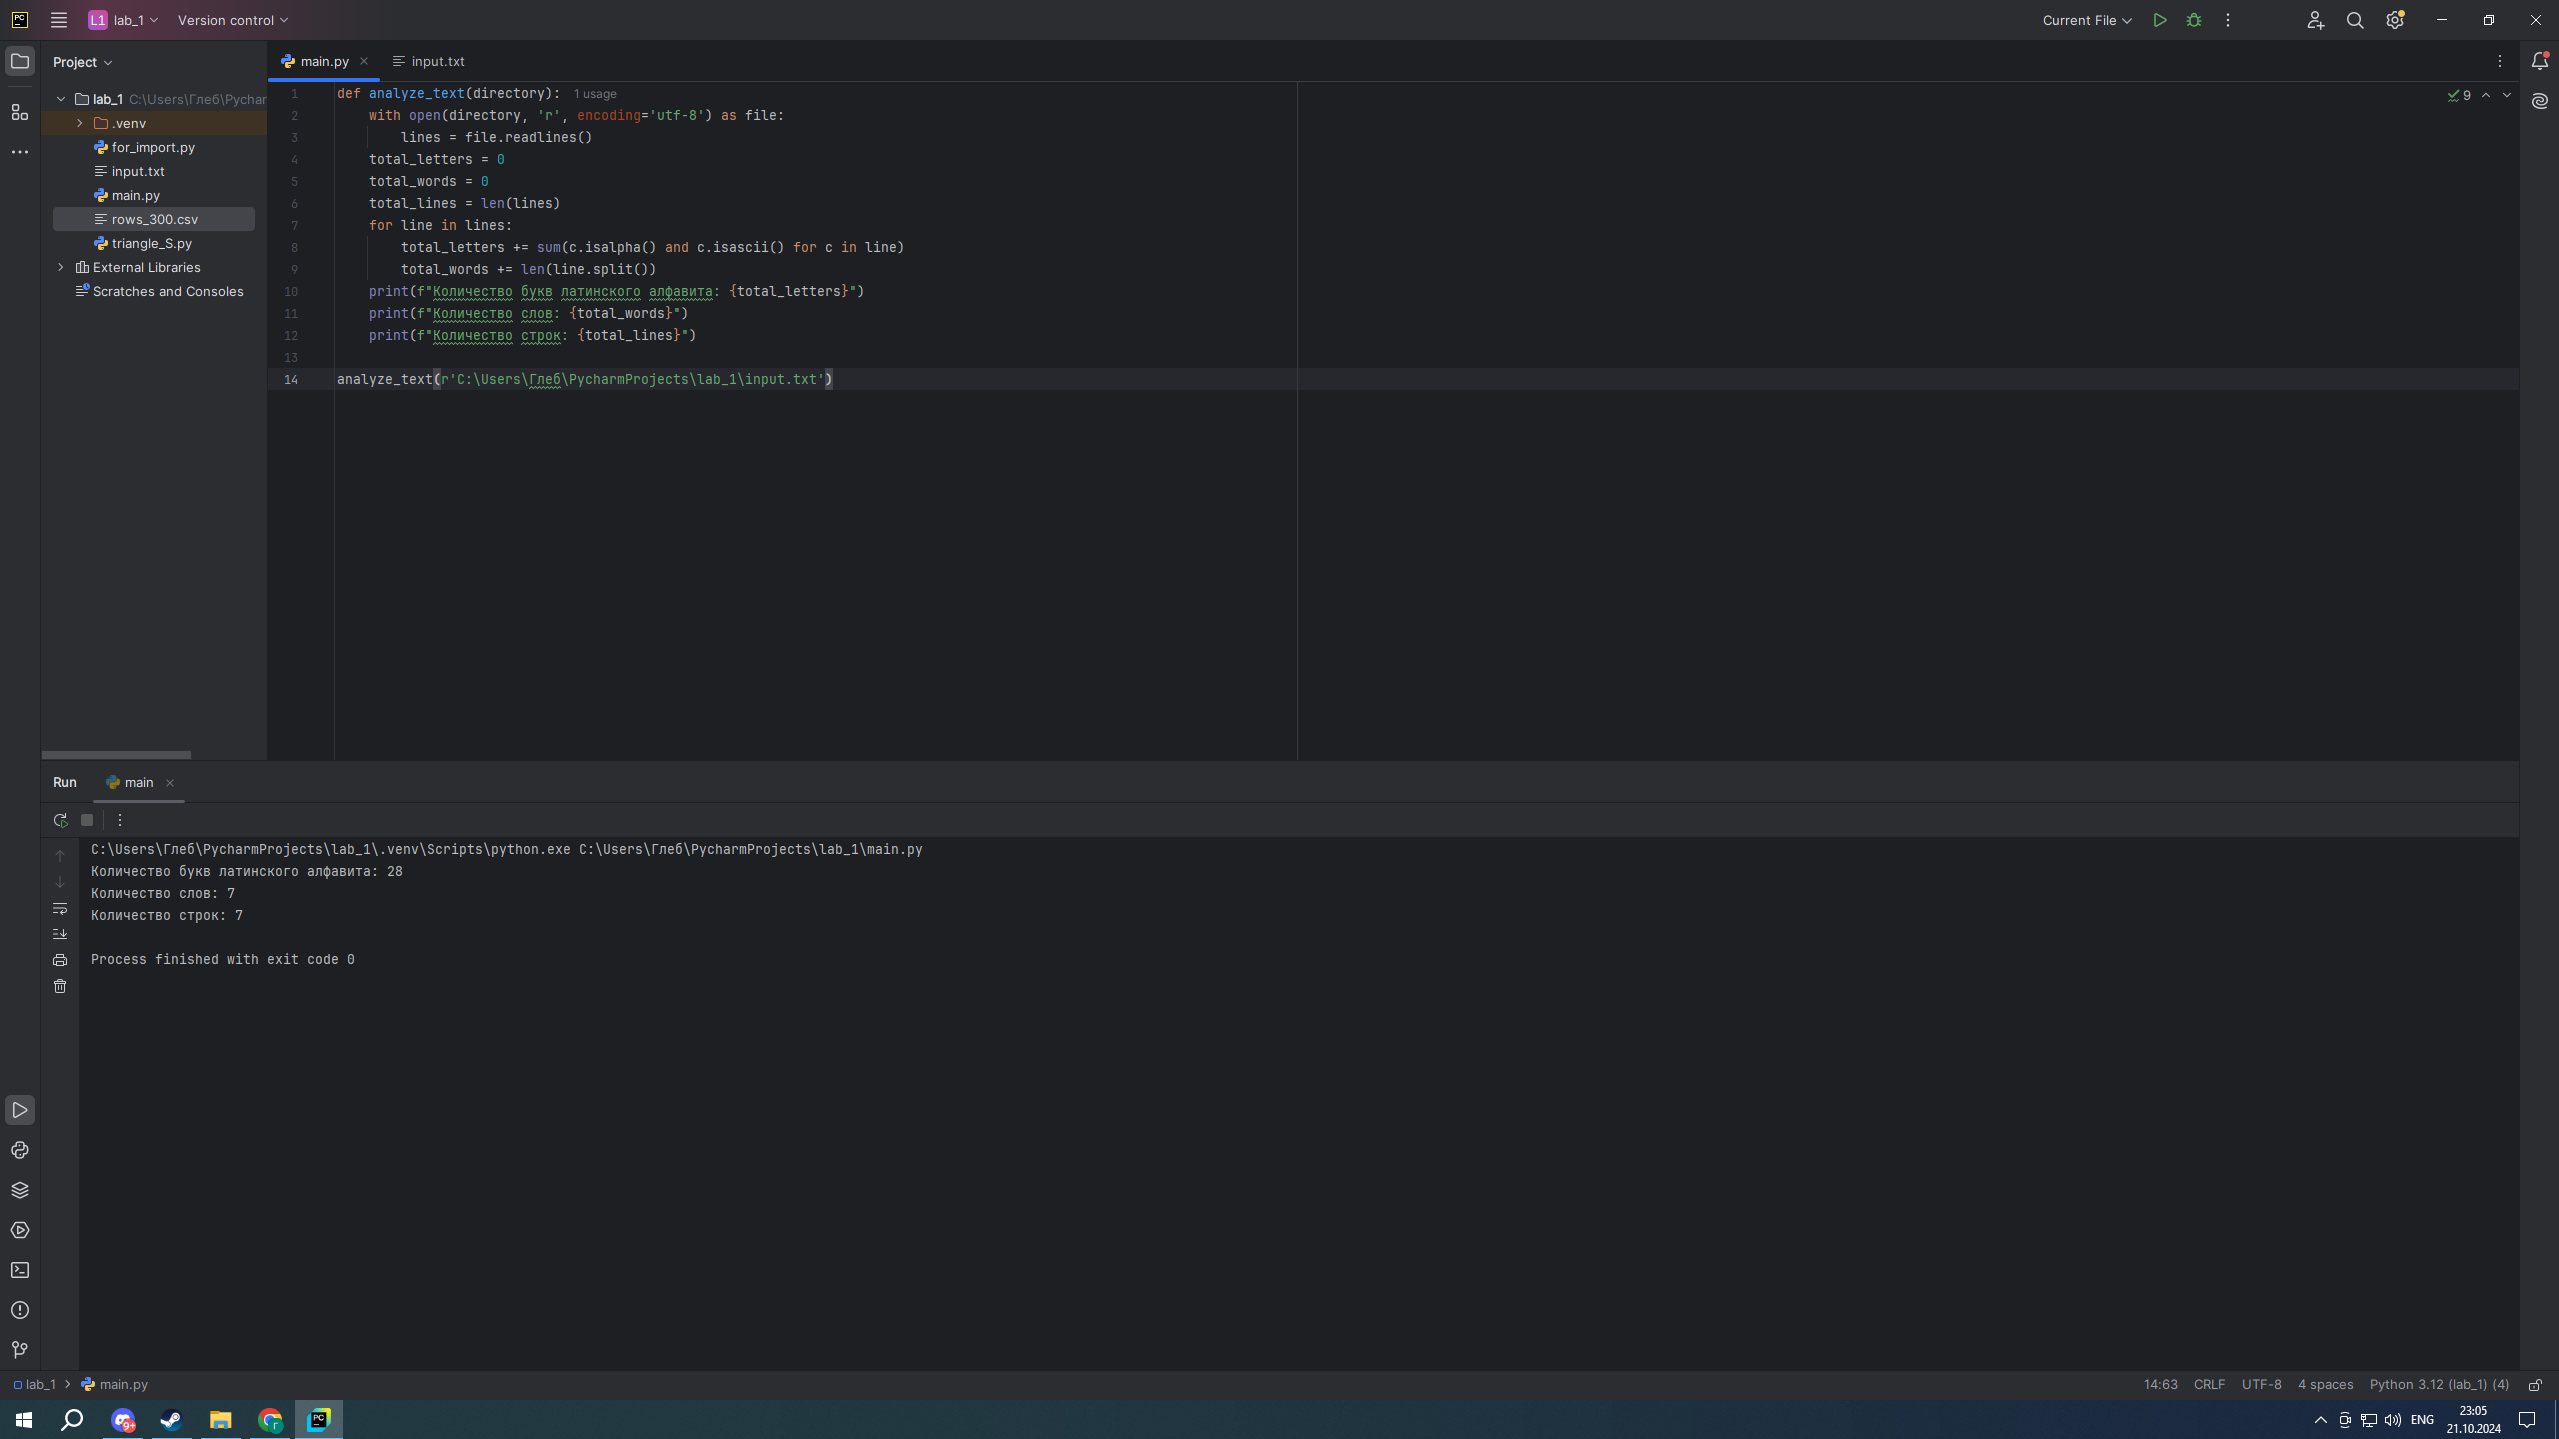 PC L1 lab_1 Version control Current File
Project main.py input.txt
lab_1 C:\Users\Глеб\Pychar
.venv
for_import.py
input.txt
main.py
rows_300.csv
triangle_S.py
External Libraries
Scratches and Consoles
1 def analyze_text(directory): 1 usage
2 with open(directory, 'r', encoding='utf-8') as file:
3 lines = file.readlines()
4 total_letters = 0
5 total_words = 0
6 total_lines = len(lines)
7 for line in lines:
8 total_letters += sum(c.isalpha() and c.isascii() for c in line)
9 total_words += len(line.split())
10 print(f"Количество букв латинского алфавита: {total_letters}")
11 print(f"Количество слов: {total_words}")
12 print(f"Количество строк: {total_lines}")
13
14 analyze_text(r'C:\Users\Глеб\PycharmProjects\lab_1\input.txt')
9
Run main
C:\Users\Глеб\PycharmProjects\lab_1\.venv\Scripts\python.exe C:\Users\Глеб\PycharmProjects\lab_1\main.py
Количество букв латинского алфавита: 28
Количество слов: 7
Количество строк: 7
Process finished with exit code 0
lab_1 main.py 14:63 CRLF UTF-8 4 spaces Python 3.12 (lab_1) (4)
9+ г PC ENG 23:05
21.10.2024